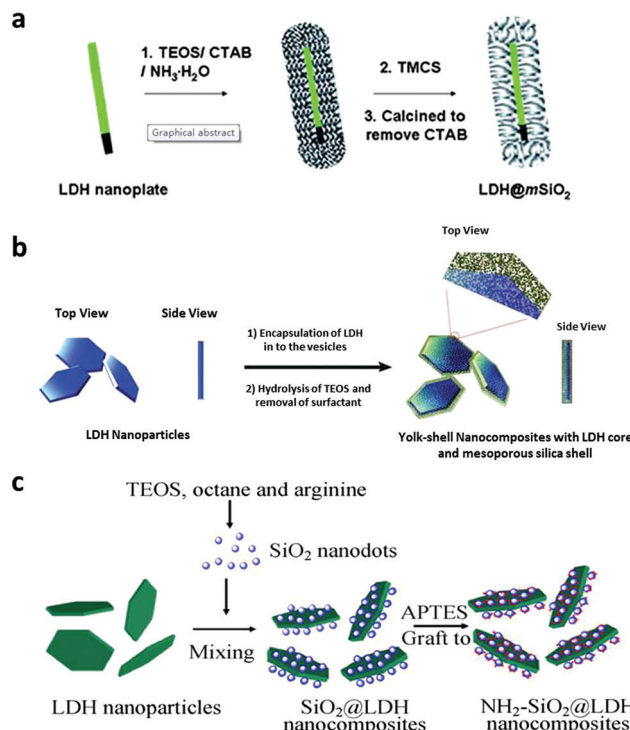 a
1. TEOS/ CTAB
/ NH₃·H₂O
Graphical abstract
2. TMCS
3. Calcined to
remove CTAB
LDH nanoplate
LDH@mSiO₂
b
Top View
Side View
1) Encapsulation of LDH
in to the vesicles
2) Hydrolysis of TEOS and
removal of surfactant
LDH Nanoparticles
Top View
Side View
Yolk-shell Nanocomposites with LDH core
and mesoporous silica shell
c
TEOS, octane and arginine
SiO₂ nanodots
Mixing
APTES
Graft to
LDH nanoparticles
SiO₂@LDH
nanocomposites
NH₂-SiO₂@LDH
nanocomposites